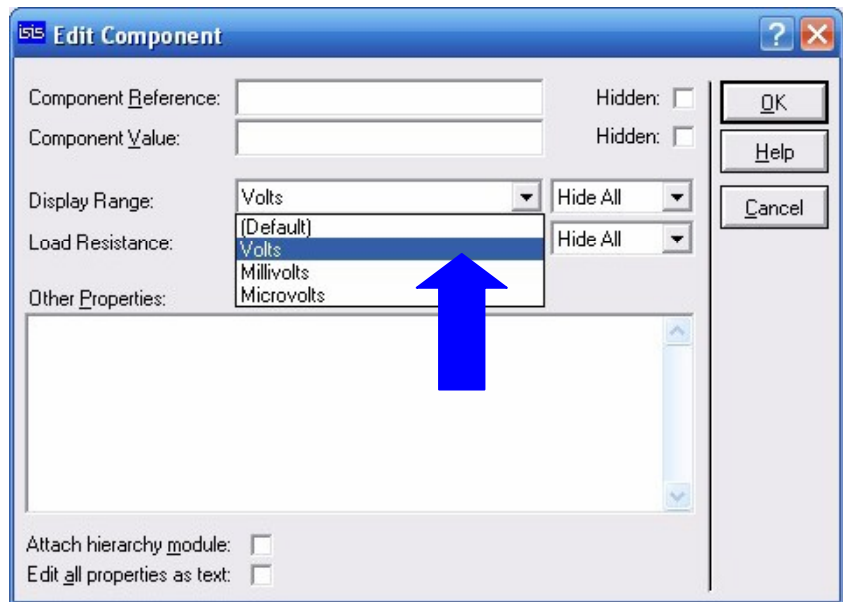 isis Edit Component
Component Reference: Hidden:
OK
Component Value: Hidden:
Help
Display Range: Volts Hide All
Cancel
(Default)
Load Resistance: Hide All
Volts
Millivolts
Microvolts
Other Properties:
Attach hierarchy module:
Edit all properties as text: